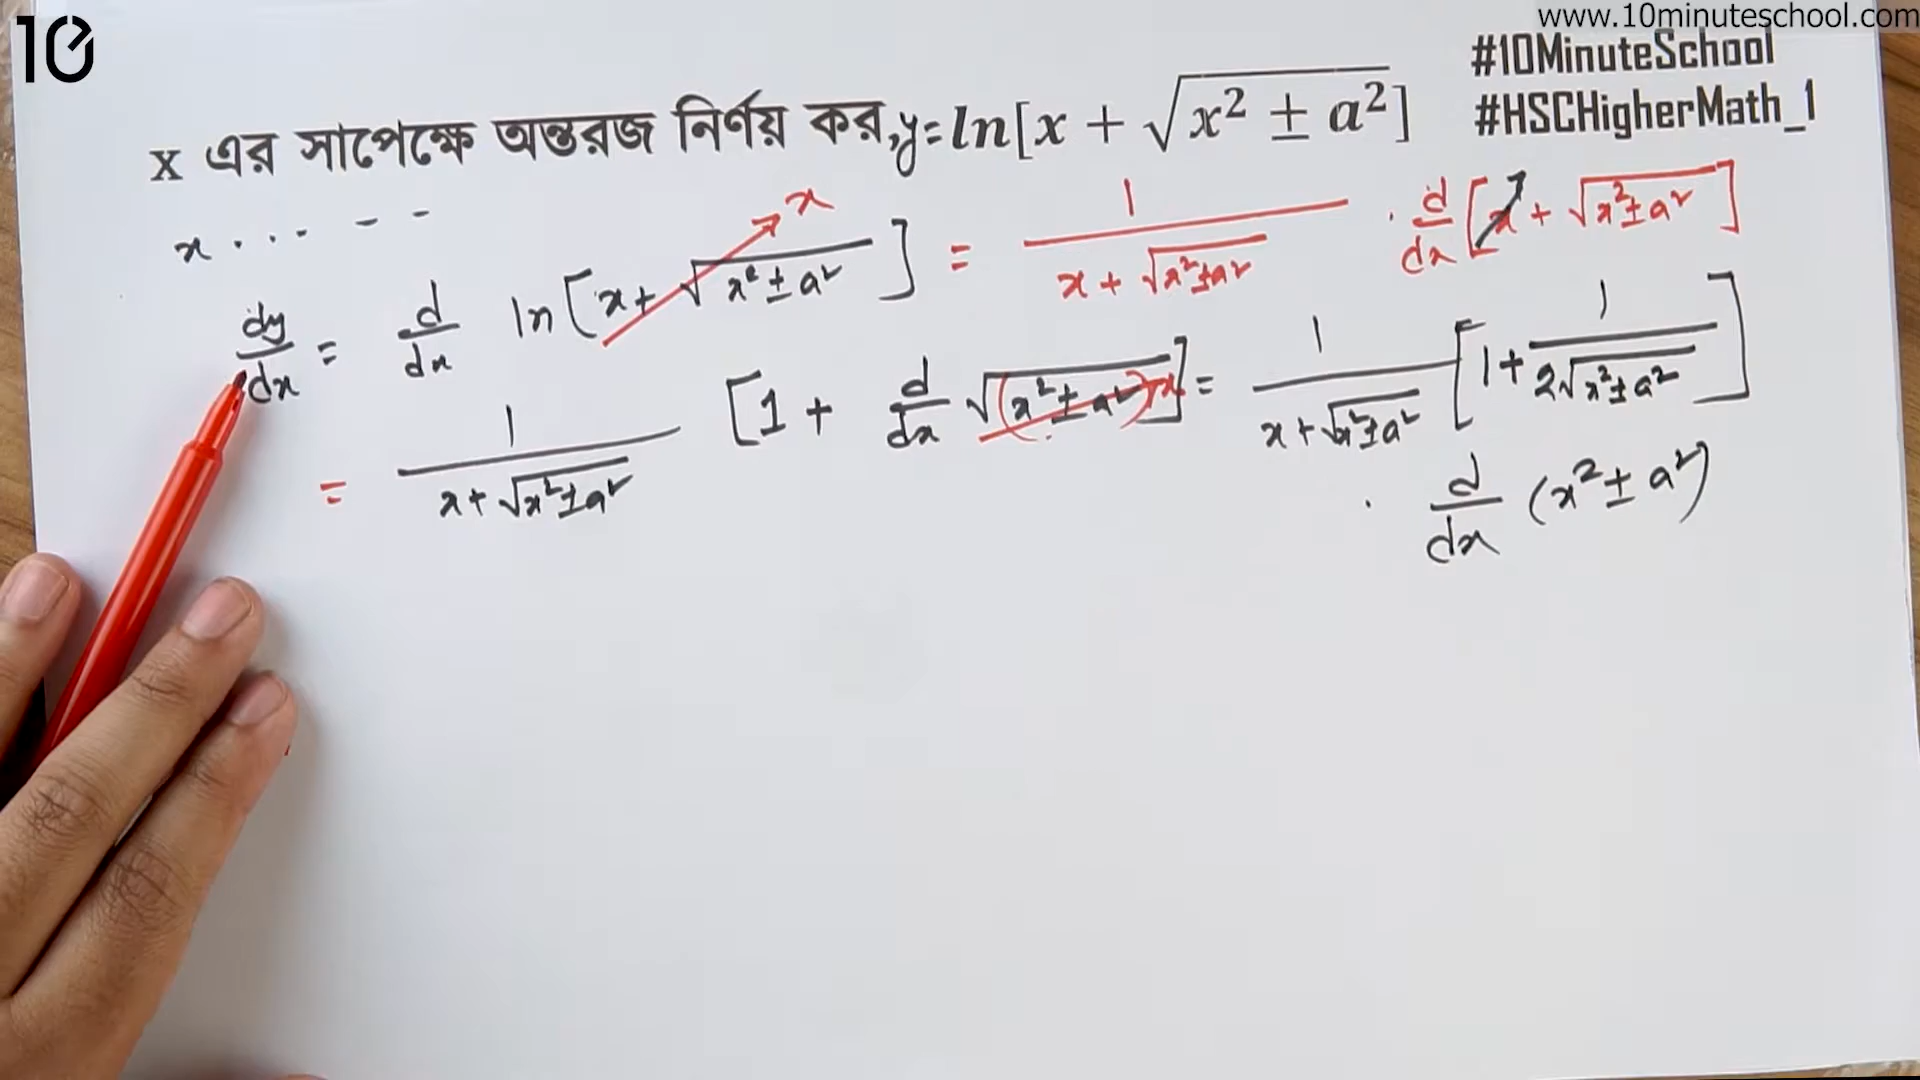 www.10minuteschool.com
10
#10MinuteSchool
#HSCHigherMath_1
x এর সাপেক্ষে অন্তরজ নির্ণয় কর, y = ln[x + √(x² ± a²)]
x . . . - -
dy/dx = d/dx ln[x + √(x² ± a²)] x = 1/(x + √(x² ± a²)) · d/dx [x + √(x² ± a²)] 1
= 1/(x + √(x² ± a²)) [1 + d/dx √(x² ± a²) x] = 1/(x + √(x² ± a²)) [1 + 1/(2√(x² ± a²))]
· d/dx (x² ± a²)